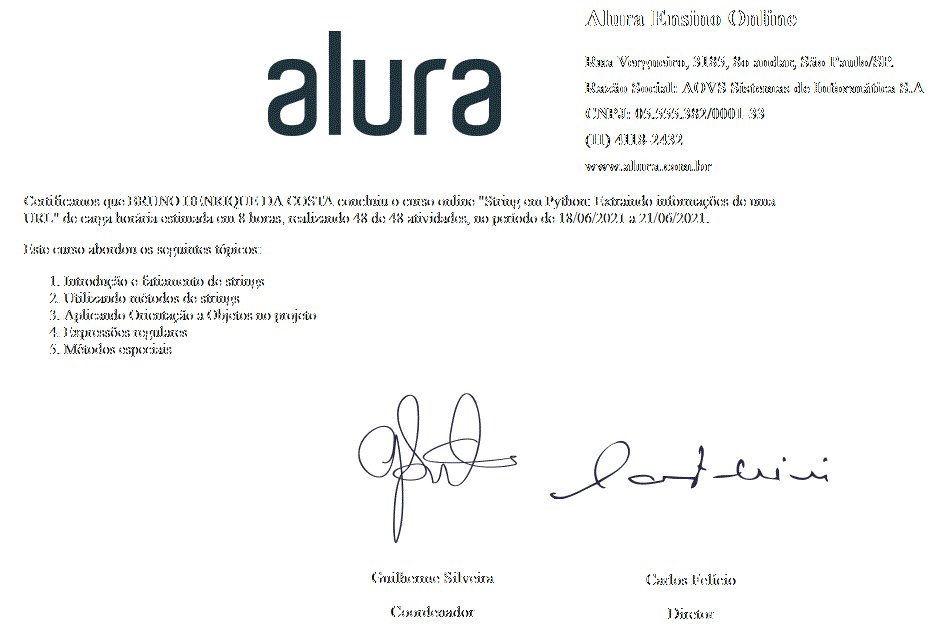 alura
Alura Ensino Online
Rua Vergueiro, 3185, 8o andar, São Paulo/SP.
Razão Social: AOVS Sistemas de Informática S.A
CNPJ: 05.555.382/0001-33
(11) 4118-2432
www.alura.com.br
Certificamos que BRUNO HENRIQUE DA COSTA concluiu o curso online "String em Python: Extraindo informações de uma
URL" de carga horária estimada em 8 horas, realizando 48 de 48 atividades, no período de 18/06/2021 a 21/06/2021.
Este curso abordou os seguintes tópicos:
1. Introdução e fatiamento de strings
2. Utilizando métodos de strings
3. Aplicando Orientação a Objetos no projeto
4. Expressões regulares
5. Métodos especiais
Guilherme Silveira
Carlos Felício
Coordenador
Diretor